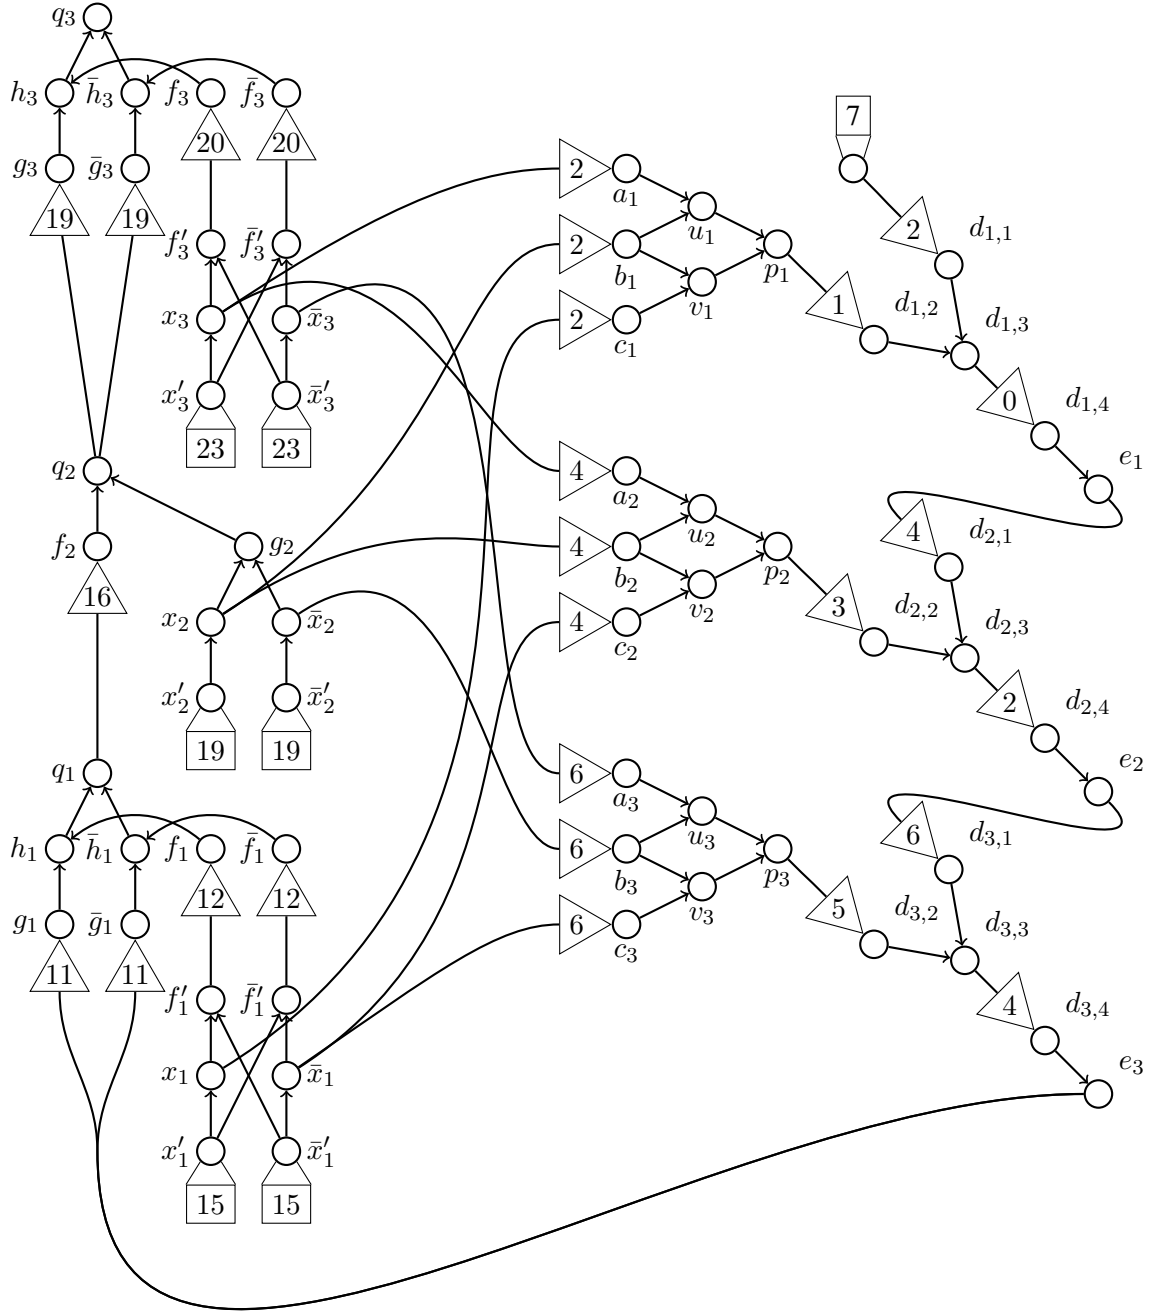 q₃
h₃ h̄₃ f₃ f̄₃
7
20 20
g₃ ḡ₃
2 a₁
19 19
2 d₁,₁
u₁
f′₃ f̄′₃
2 b₁
p₁
v₁
1 d₁,₂
x₃ x̄₃
2 c₁
d₁,₃
x′₃ x̄′₃
0 d₁,₄
23 23
q₂
4 a₂
e₁
u₂
4 d₂,₁
f₂ g₂
4 b₂
p₂
16
v₂
3 d₂,₂
x₂ x̄₂
4 c₂
d₂,₃
x′₂ x̄′₂
2 d₂,₄
19 19
q₁
6 a₃
e₂
u₃
6 d₃,₁
h₁ h̄₁ f₁ f̄₁
6 b₃
p₃
12 12
v₃
5 d₃,₂
g₁ ḡ₁
6 c₃
d₃,₃
11 11
f′₁ f̄′₁
4 d₃,₄
x₁ x̄₁
e₃
x′₁ x̄′₁
15 15